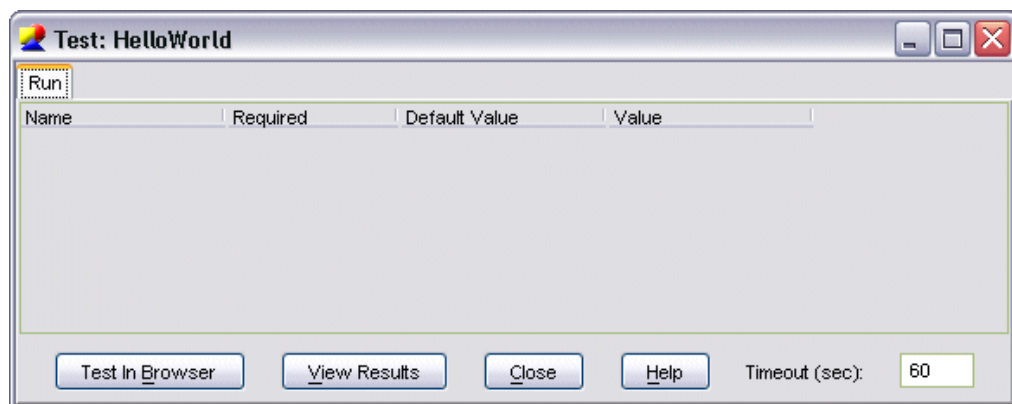 Test: HelloWorld
Run
Name Required Default Value Value
Test In Browser View Results Close Help Timeout (sec): 60